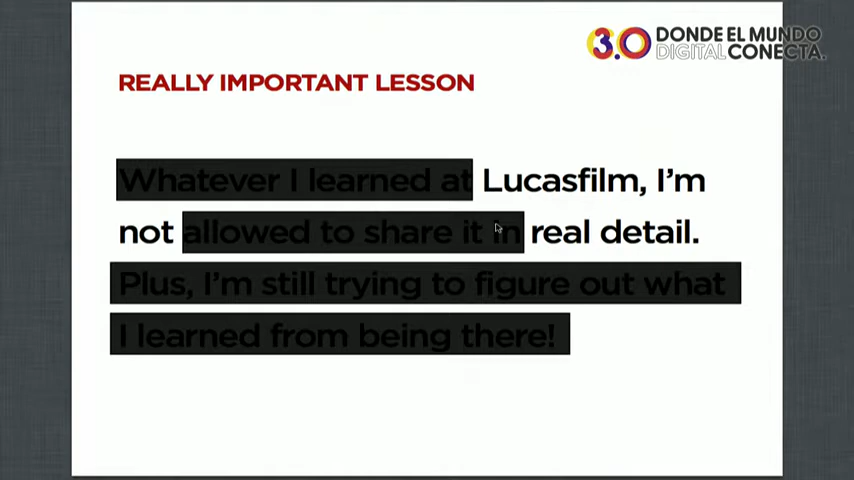 3.0 DONDE EL MUNDO
DIGITAL CONECTA.
REALLY IMPORTANT LESSON
Whatever I learned at Lucasfilm, I'm
not allowed to share it in real detail.
Plus, I'm still trying to figure out what
I learned from being there!